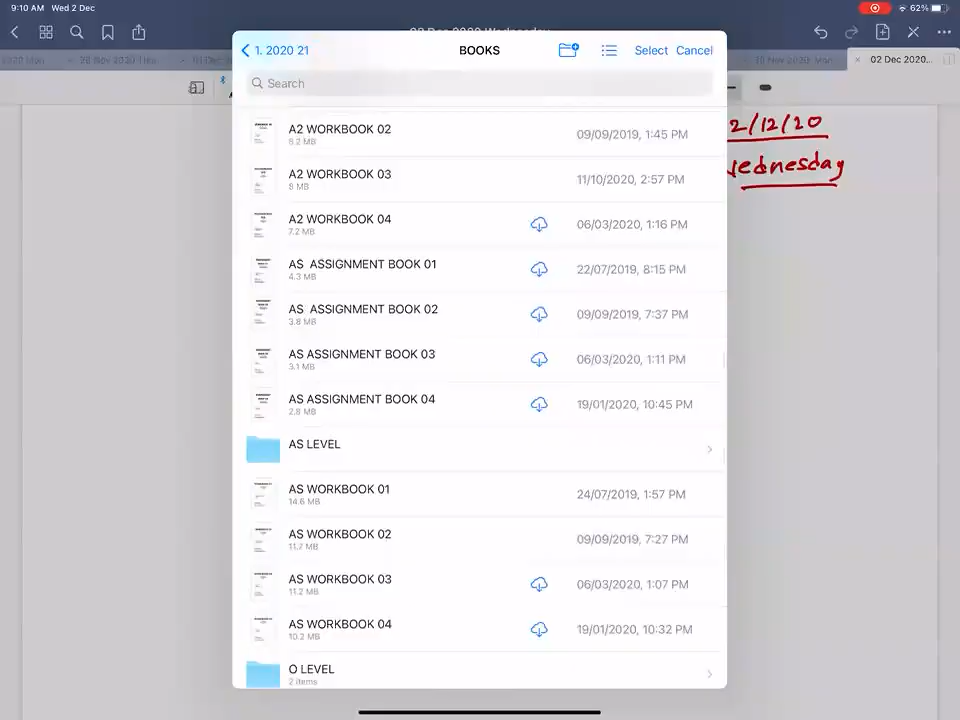 9:10 AM Wed 2 Dec
62%
02 Dec 2020 Wednesday
1. 2020 21
BOOKS
Select
Cancel
02 Dec 2020...
Search
A2 WORKBOOK 02
6.2 MB
09/09/2019, 1:45 PM
A2 WORKBOOK 03
8 MB
11/10/2020, 2:57 PM
A2 WORKBOOK 04
7.2 MB
06/03/2020, 1:16 PM
AS ASSIGNMENT BOOK 01
4.3 MB
22/07/2019, 8:15 PM
AS ASSIGNMENT BOOK 02
3.8 MB
09/09/2019, 7:37 PM
AS ASSIGNMENT BOOK 03
3.1 MB
06/03/2020, 1:11 PM
AS ASSIGNMENT BOOK 04
2.8 MB
19/01/2020, 10:45 PM
AS LEVEL
AS WORKBOOK 01
14.6 MB
24/07/2019, 1:57 PM
AS WORKBOOK 02
11.7 MB
09/09/2019, 7:27 PM
AS WORKBOOK 03
11.2 MB
06/03/2020, 1:07 PM
AS WORKBOOK 04
10.2 MB
19/01/2020, 10:32 PM
O LEVEL
2 items
2/12/20
ednesday